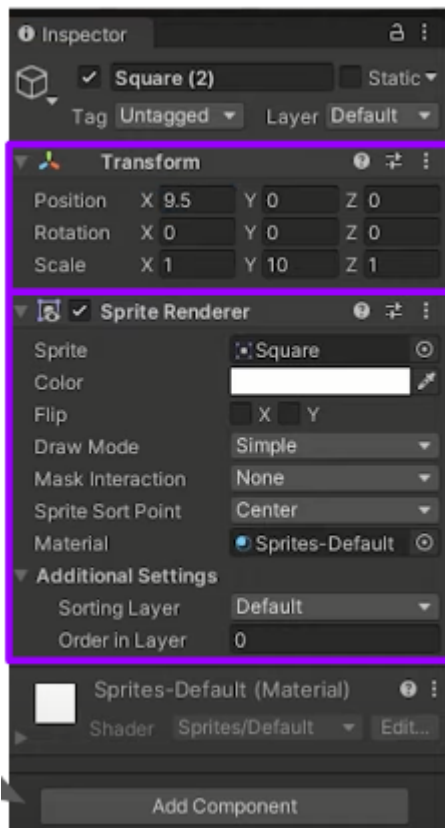 Inspector
Square (2) Static
Tag Untagged Layer Default
Transform
Position X 9.5 Y 0 Z 0
Rotation X 0 Y 0 Z 0
Scale X 1 Y 10 Z 1
Sprite Renderer
Sprite Square
Color
Flip X Y
Draw Mode Simple
Mask Interaction None
Sprite Sort Point Center
Material Sprites-Default
Additional Settings
Sorting Layer Default
Order in Layer 0
Sprites-Default (Material)
Shader Sprites/Default Edit...
Add Component